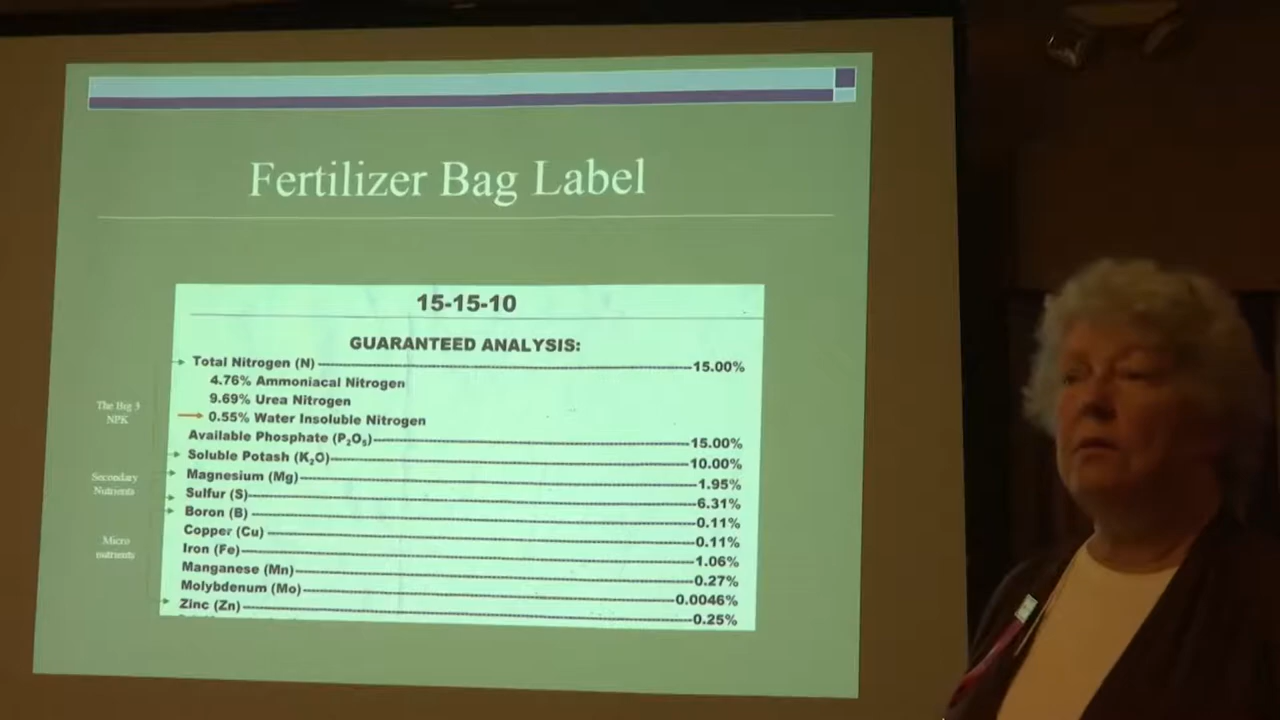 Fertilizer Bag Label
15-15-10
GUARANTEED ANALYSIS:
Total Nitrogen (N) 15.00%
4.76% Ammoniacal Nitrogen
9.69% Urea Nitrogen
0.55% Water Insoluble Nitrogen
Available Phosphate (P₂O₅) 15.00%
Soluble Potash (K₂O) 10.00%
Magnesium (Mg) 1.95%
Sulfur (S) 6.31%
Boron (B) 0.11%
Copper (Cu) 0.11%
Iron (Fe) 1.06%
Manganese (Mn) 0.27%
Molybdenum (Mo) 0.0046%
Zinc (Zn) 0.25%
The Big 3
NPK
Secondary
Nutrients
Micro
nutrients